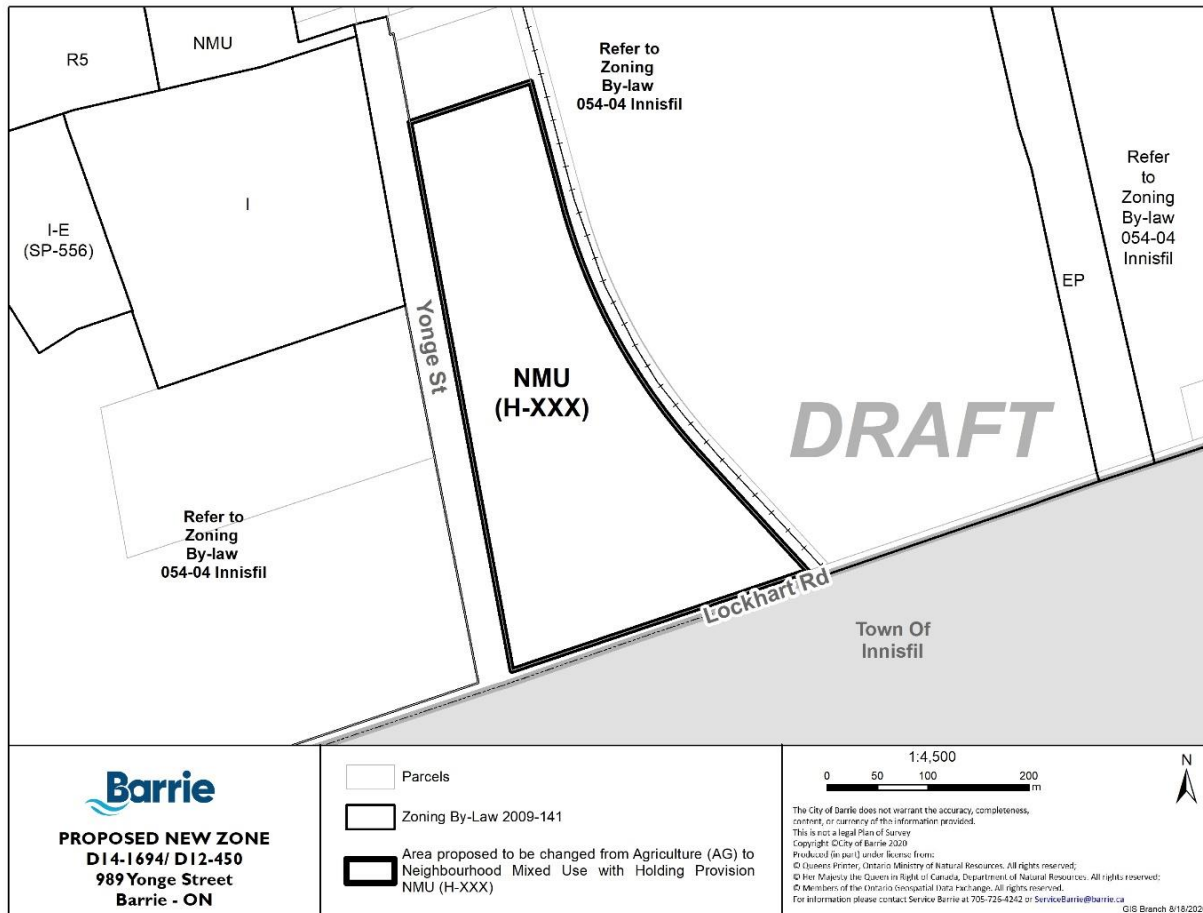 R5
NMU
Refer to
Zoning
By-law
054-04 Innisfil
Refer
to
Zoning
By-law
054-04
Innisfil
I
I-E
(SP-556)
EP
Yonge St
NMU
(H-XXX)
DRAFT
Refer to
Zoning
By-law
054-04 Innisfil
Lockhart Rd
Town Of
Innisfil
Barrie
PROPOSED NEW ZONE
D14-1694/ D12-450
989 Yonge Street
Barrie - ON
Parcels
Zoning By-Law 2009-141
Area proposed to be changed from Agriculture (AG) to
Neighbourhood Mixed Use with Holding Provision
NMU (H-XXX)
1:4,500
0 50 100 200
m
N
The City of Barrie does not warrant the accuracy, completeness,
content, or currency of the information provided.
This is not a legal Plan of Survey
Copyright ©City of Barrie 2020
Produced (in part) under license from:
© Queens Printer, Ontario Ministry of Natural Resources. All rights reserved;
© Her Majesty the Queen in Right of Canada, Department of Natural Resources. All rights reserved;
© Members of the Ontario Geospatial Data Exchange. All rights reserved.
For information please contact Service Barrie at 705-726-4242 or ServiceBarrie@barrie.ca
GIS Branch